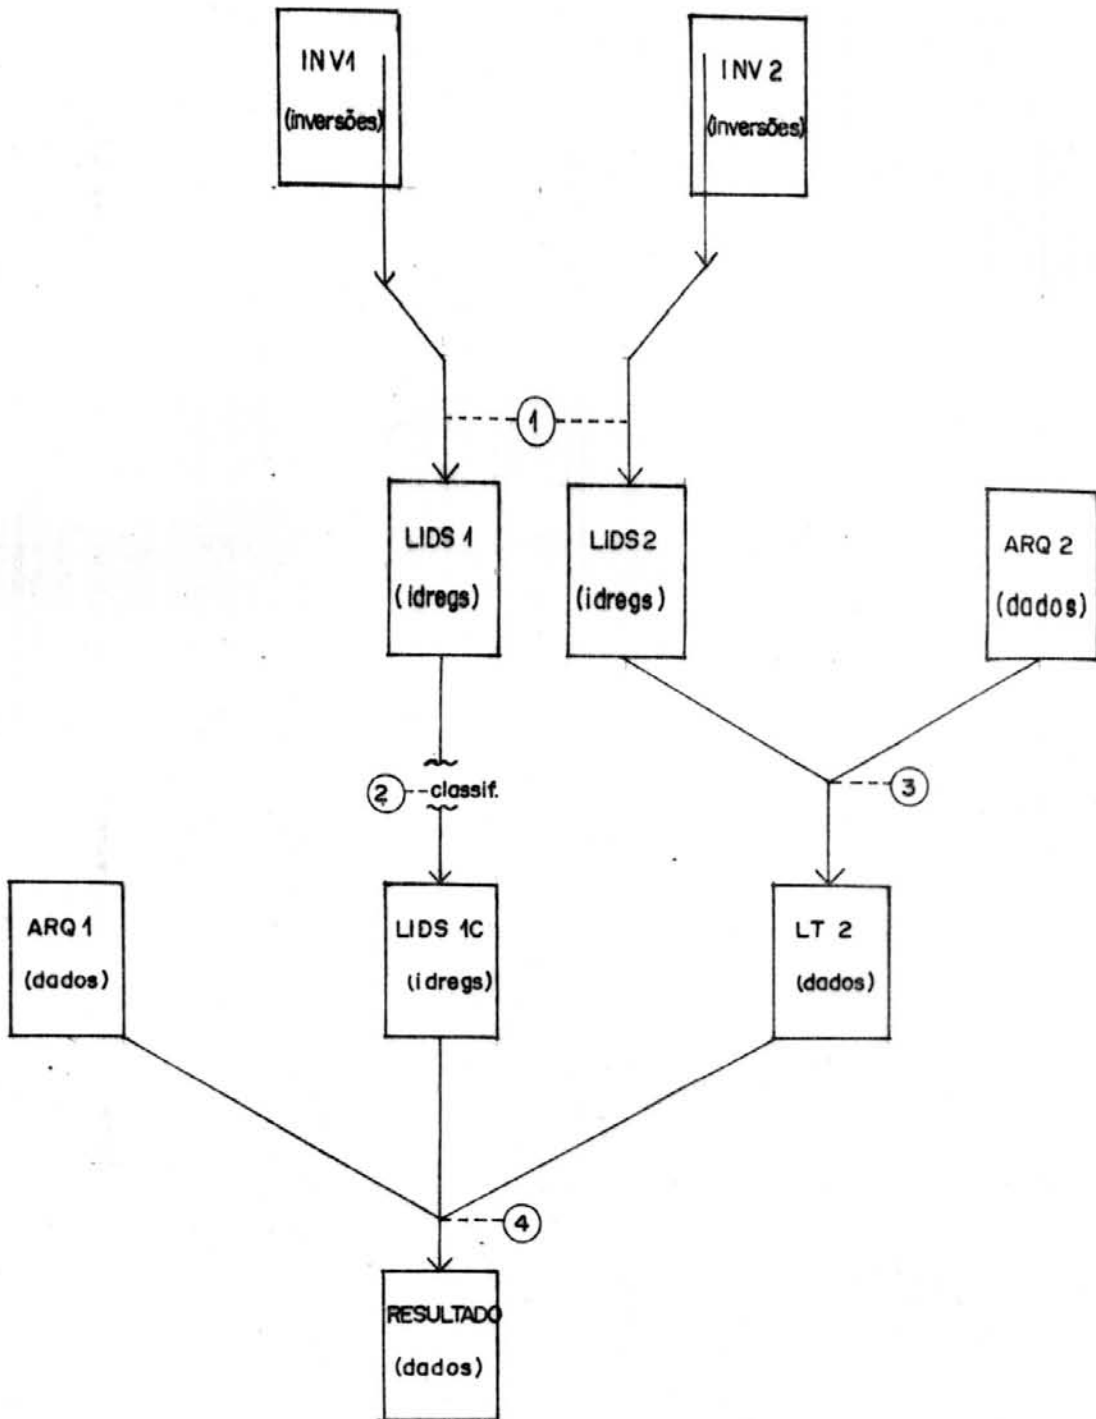 INV1
(inversões)
INV 2
(inversões)
1
LIDS 1
(idregs)
LIDS 2
(idregs)
ARQ 2
(dados)
2
classif.
3
ARQ 1
(dados)
LIDS 1C
(idregs)
LT 2
(dados)
4
RESULTADO
(dados)